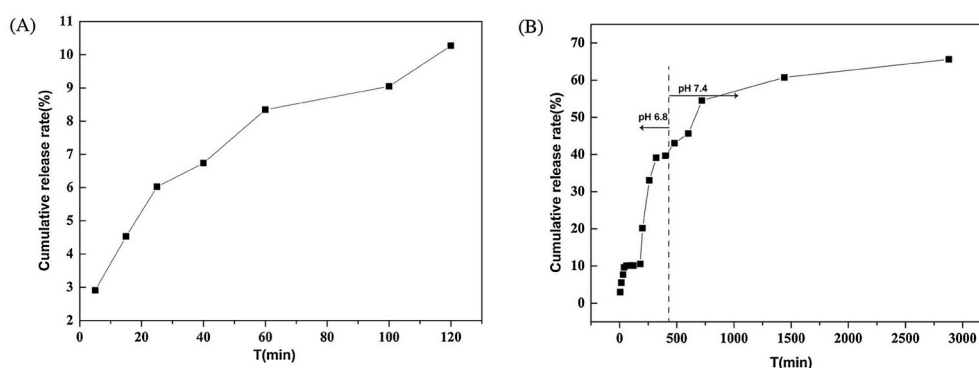 (A)
Cumulative release rate(%)
11
10
9
8
7
6
5
4
3
2
0 20 40 60 80 100 120
T(min)
(B)
Cumulative release rate(%)
70
60
50
40
30
20
10
0
pH 7.4
pH 6.8
0 500 1000 1500 2000 2500 3000
T(min)